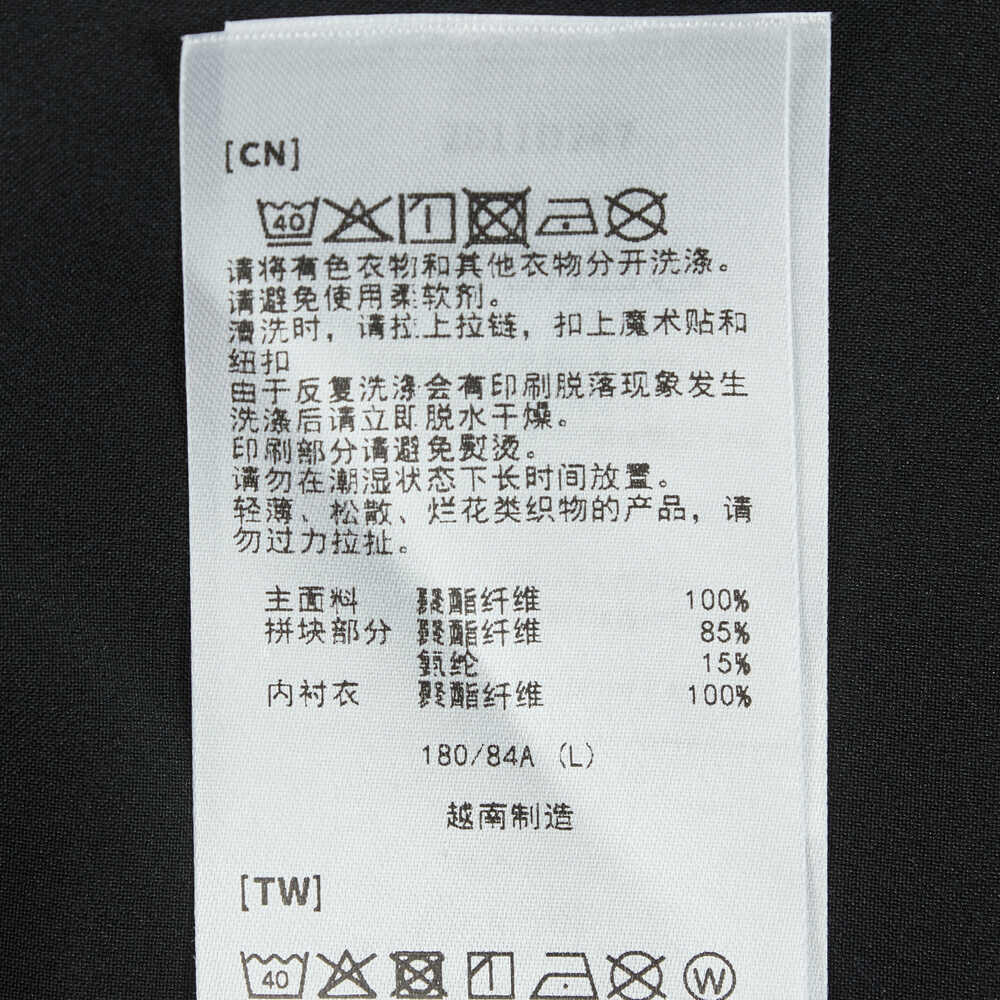 [CN]
40
请将有色衣物和其他衣物分开洗涤。
请避免使用柔软剂。
清洗时，请拉上拉链，扣上魔术贴和
纽扣
由于反复洗涤会有印刷脱落现象发生
洗涤后请立即脱水干燥。
印刷部分请避免熨烫。
请勿在潮湿状态下长时间放置。
轻薄、松散、烂花类织物的产品，请
勿过力拉扯。
主面料 聚酯纤维 100%
拼块部分 聚酯纤维 85%
氨纶 15%
内衬衣 聚酯纤维 100%
180/84A (L)
越南制造
[TW]
40 W